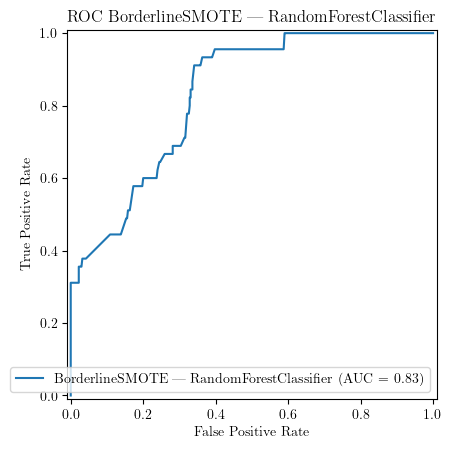 ROC BorderlineSMOTE — RandomForestClassifier
1.0
0.8
0.6
0.4
0.2
0.0
True Positive Rate
BorderlineSMOTE — RandomForestClassifier (AUC = 0.83)
0.0 0.2 0.4 0.6 0.8 1.0
False Positive Rate